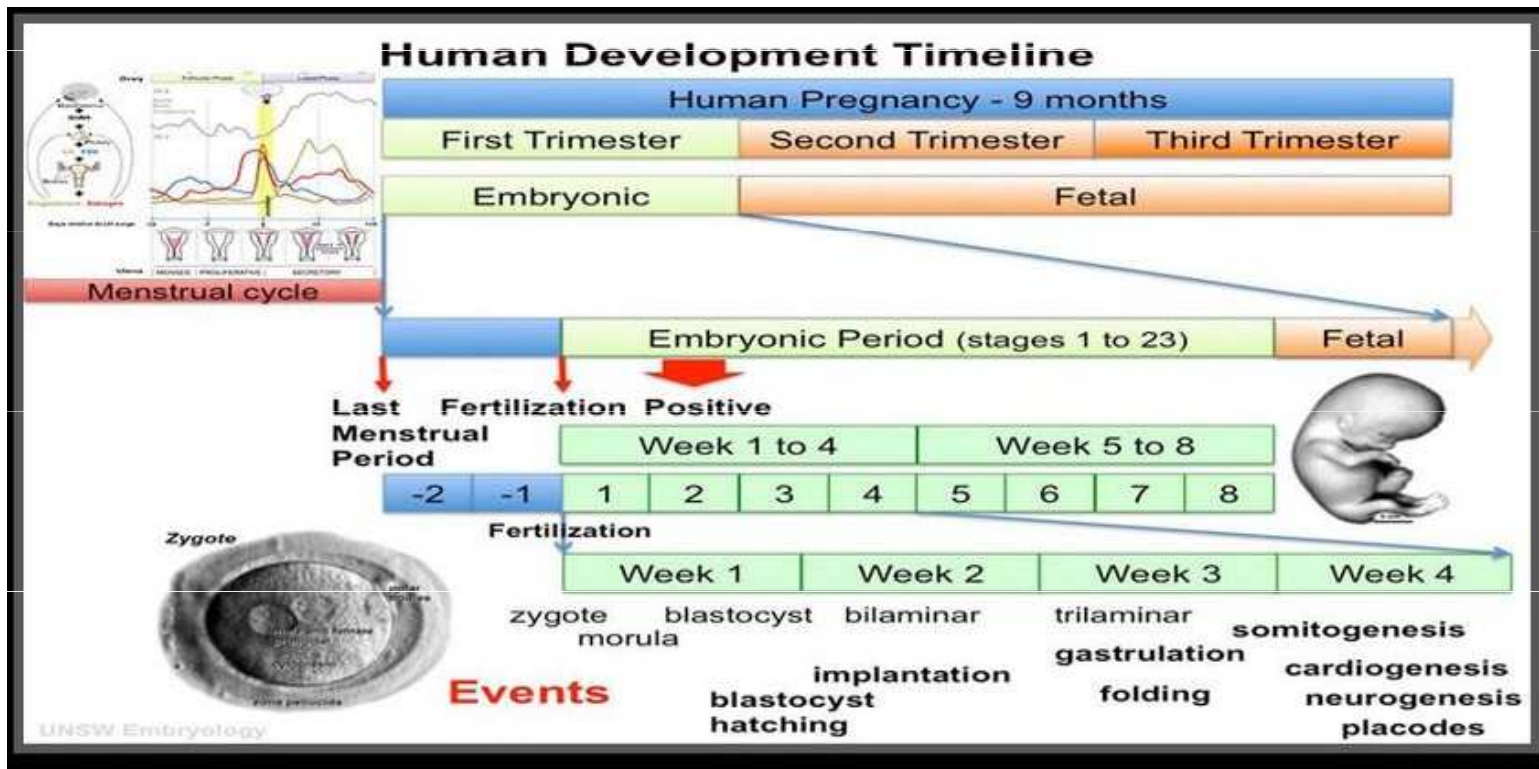 Human Development Timeline
Human Pregnancy - 9 months
First Trimester
Second Trimester
Third Trimester
Embryonic
Fetal
Menstrual cycle
Embryonic Period (stages 1 to 23)
Fetal
Last
Menstrual
Period
Fertilization
Positive
Week 1 to 4
Week 5 to 8
-2
-1
1
2
3
4
5
6
7
8
Fertilization
Zygote
Week 1
Week 2
Week 3
Week 4
zygote
morula
blastocyst
bilaminar
trilaminar
somitogenesis
gastrulation
implantation
cardiogenesis
folding
blastocyst
hatching
neurogenesis
placodes
Events
zona pellucida
UNSW Embryology